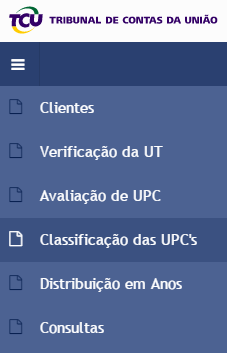 TCU TRIBUNAL DE CONTAS DA UNIÃO
Clientes
Verificação da UT
Avaliação de UPC
Classificação das UPC's
Distribuição em Anos
Consultas